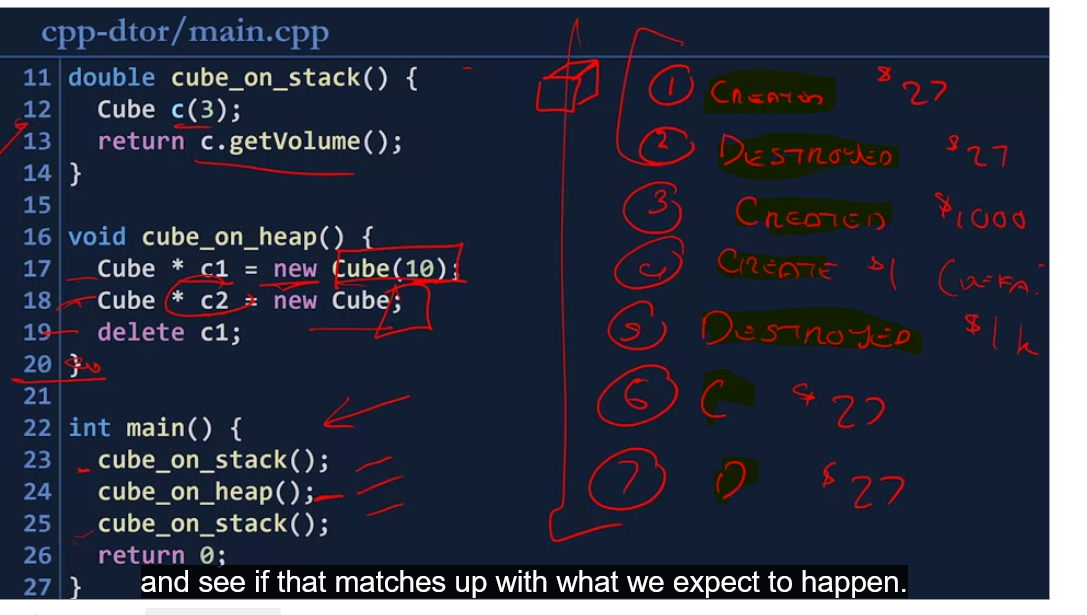 cpp-dtor/main.cpp
11 double cube_on_stack() {
12 Cube c(3);
13 return c.getVolume();
14 }
15
16 void cube_on_heap() {
17 Cube * c1 = new Cube(10);
18 Cube * c2 = new Cube;
19 delete c1;
20 }
21
22 int main() {
23 cube_on_stack();
24 cube_on_heap();
25 cube_on_stack();
26 return 0;
27 }
1 CREATED $27
2 DESTROYED $27
3 CREATED $1000
4 CREATE $1
5 DESTROYED $1k
6 C $27
7 D $27
and see if that matches up with what we expect to happen.